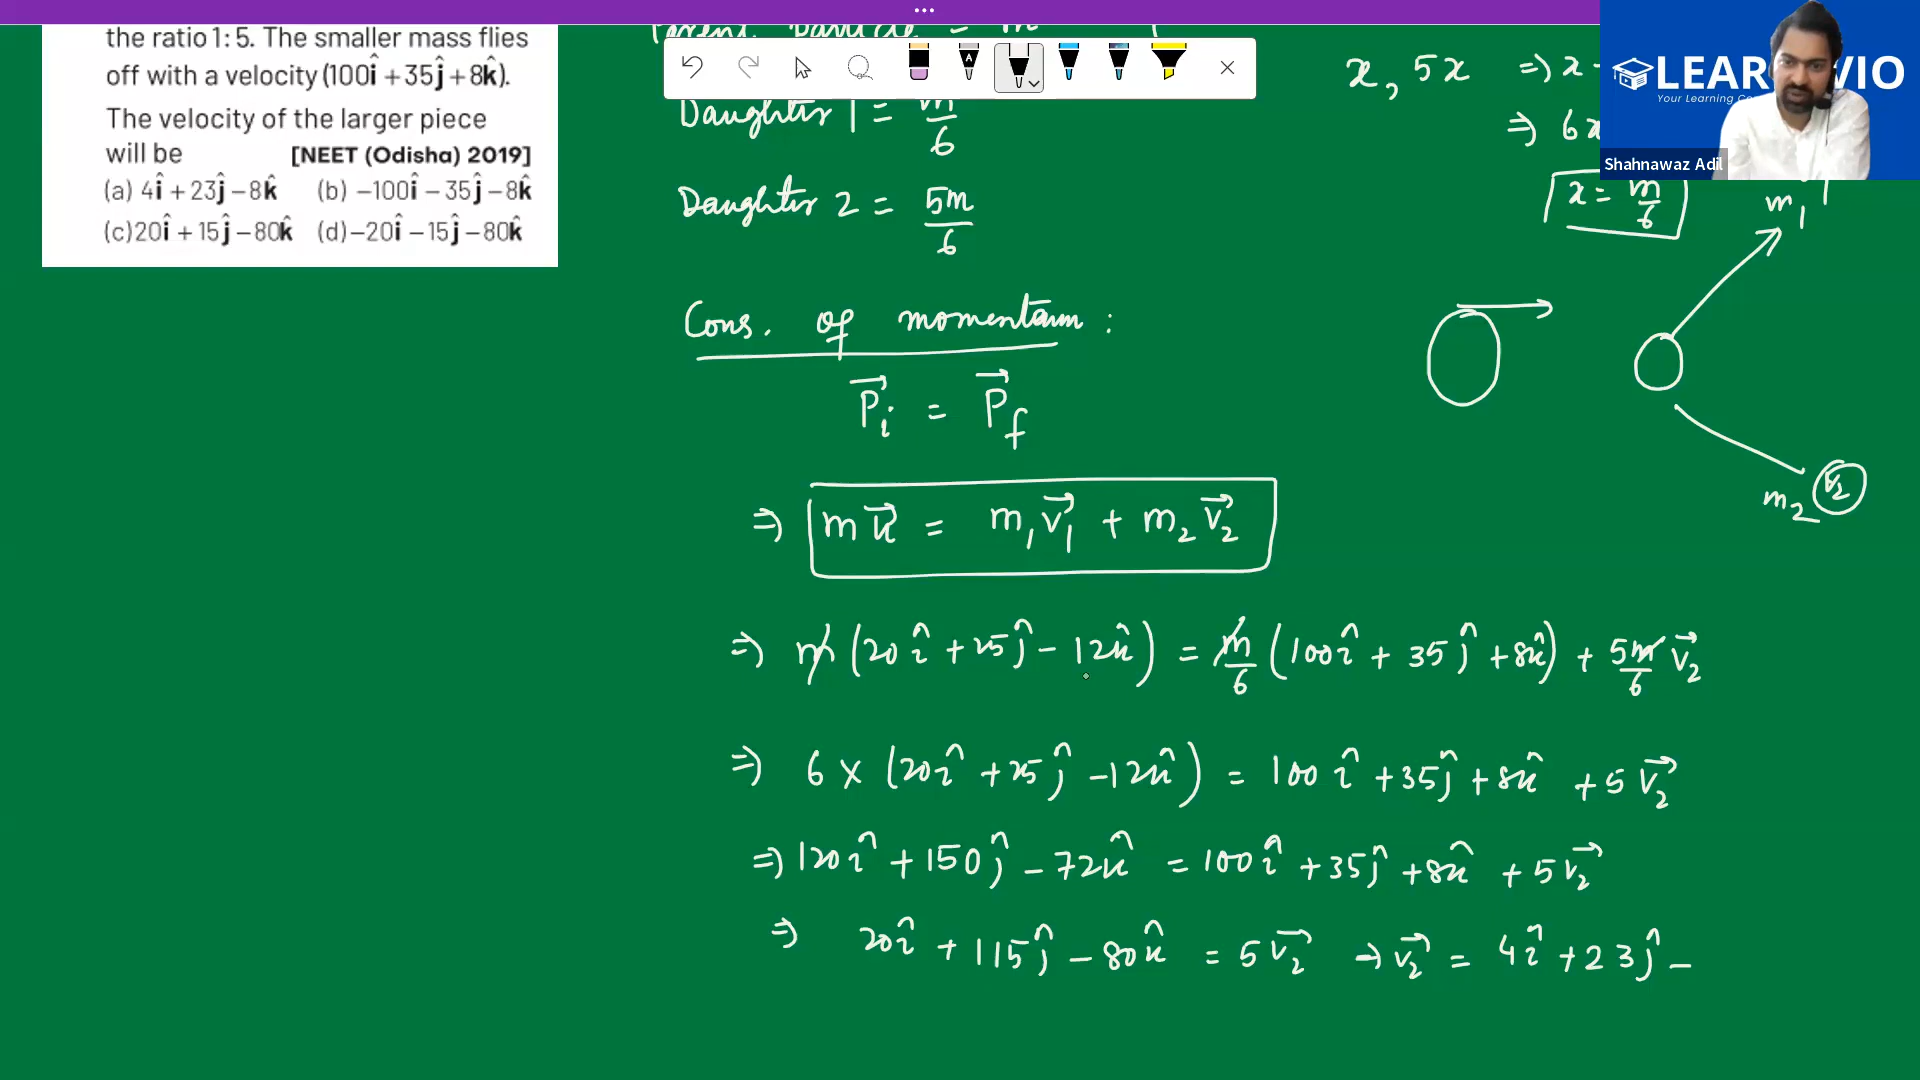 the ratio 1:5. The smaller mass flies
off with a velocity (100î + 35ĵ + 8k̂).
The velocity of the larger piece
will be [NEET (Odisha) 2019]
(a) 4î + 23ĵ − 8k̂ (b) −100î − 35ĵ − 8k̂
(c) 20î + 15ĵ − 80k̂ (d) −20î − 15ĵ − 80k̂
Daughter 1 = m/6
Daughter 2 = 5m/6
x, 5x ⇒ x
⇒ 6x
x = m/6
LEAR VIO
Your Learning
Shahnawaz Adil
m₁
m₂ v₂
Cons. of momentum :
P⃗i = P⃗f
⇒ mu⃗ = m₁v⃗₁ + m₂v⃗₂
⇒ m (20î + 25ĵ − 12k̂) = m/6 (100î + 35ĵ + 8k̂) + 5m/6 v⃗₂
⇒ 6 × (20î + 25ĵ − 12k̂) = 100î + 35ĵ + 8k̂ + 5v⃗₂
⇒ 120î + 150ĵ − 72k̂ = 100î + 35ĵ + 8k̂ + 5v⃗₂
⇒ 20î + 115ĵ − 80k̂ = 5v⃗₂ → v⃗₂ = 4î + 23ĵ −